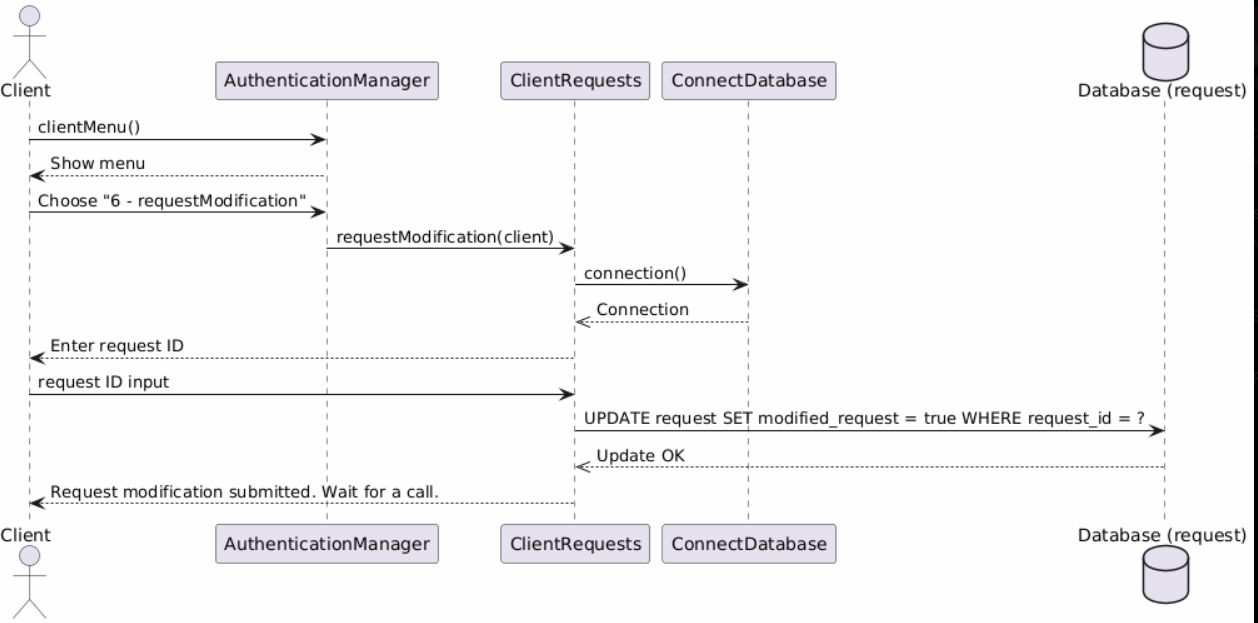 Client
AuthenticationManager
ClientRequests
ConnectDatabase
Database (request)
clientMenu()
Show menu
Choose "6 - requestModification"
requestModification(client)
connection()
Connection
Enter request ID
request ID input
UPDATE request SET modified_request = true WHERE request_id = ?
Update OK
Request modification submitted. Wait for a call.
Client
AuthenticationManager
ClientRequests
ConnectDatabase
Database (request)